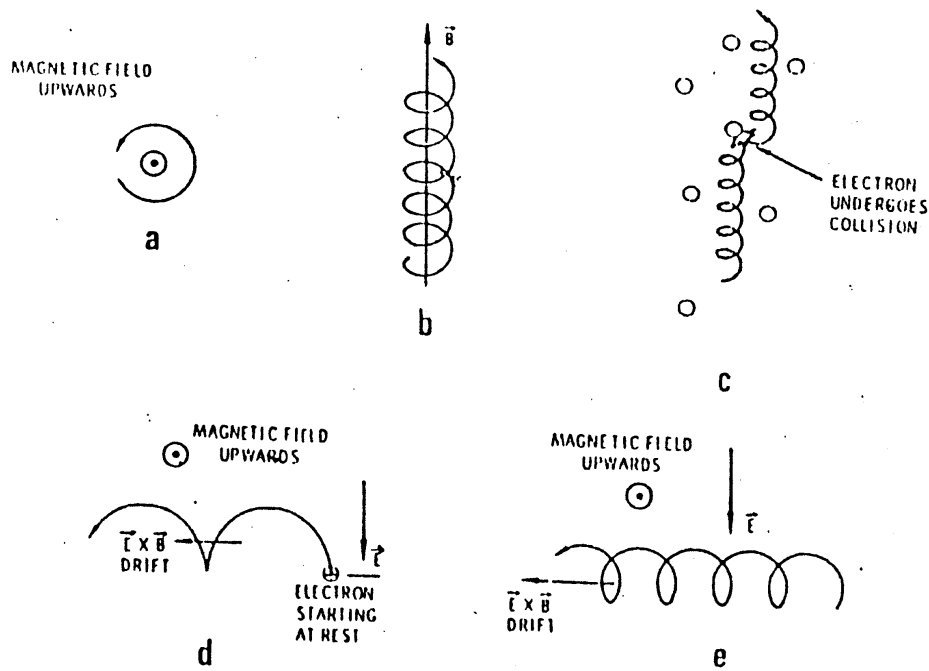 MAGNETIC FIELD
UPWARDS
a
B
b
ELECTRON
UNDERGOES
COLLISION
c
MAGNETIC FIELD
UPWARDS
E X B
DRIFT
E
ELECTRON
STARTING
AT REST
d
MAGNETIC FIELD
UPWARDS
E
E X B
DRIFT
e